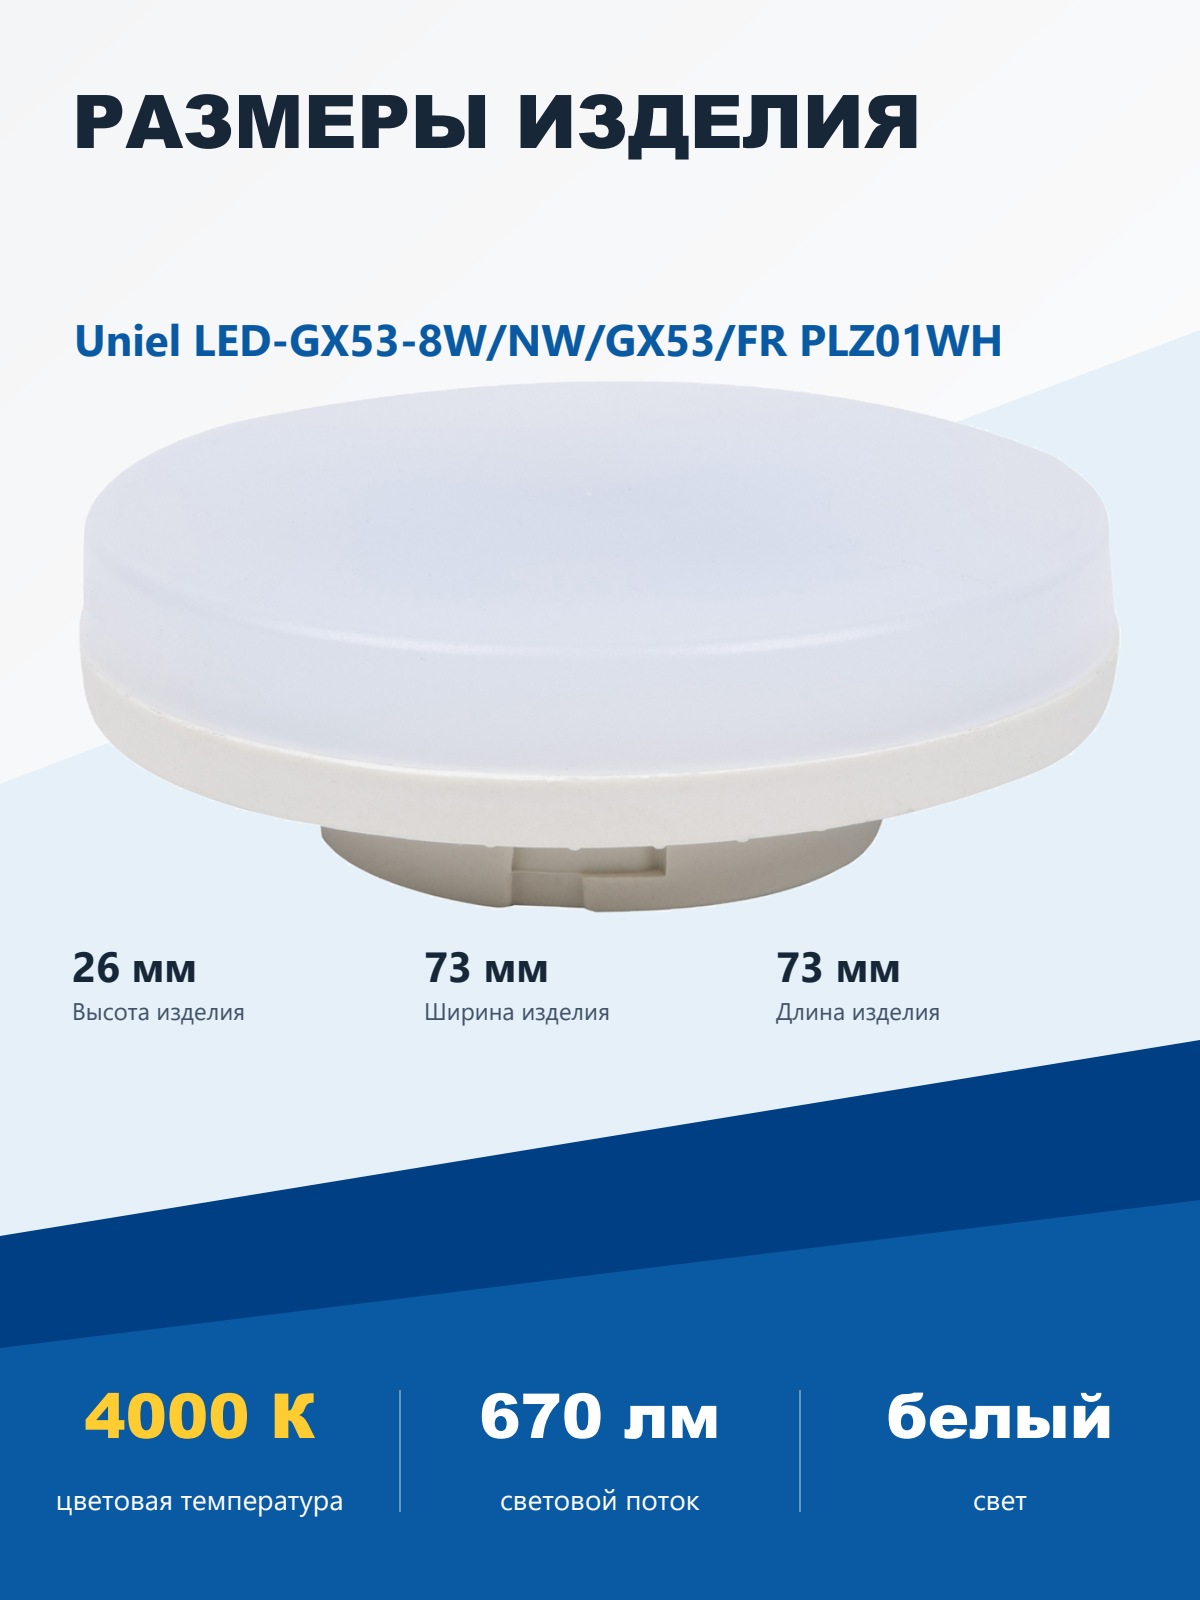 РАЗМЕРЫ ИЗДЕЛИЯ
Uniel LED-GX53-8W/NW/GX53/FR PLZ01WH
26 мм
Высота изделия
73 мм
Ширина изделия
73 мм
Длина изделия
4000 К
цветовая температура
670 лм
световой поток
белый
свет